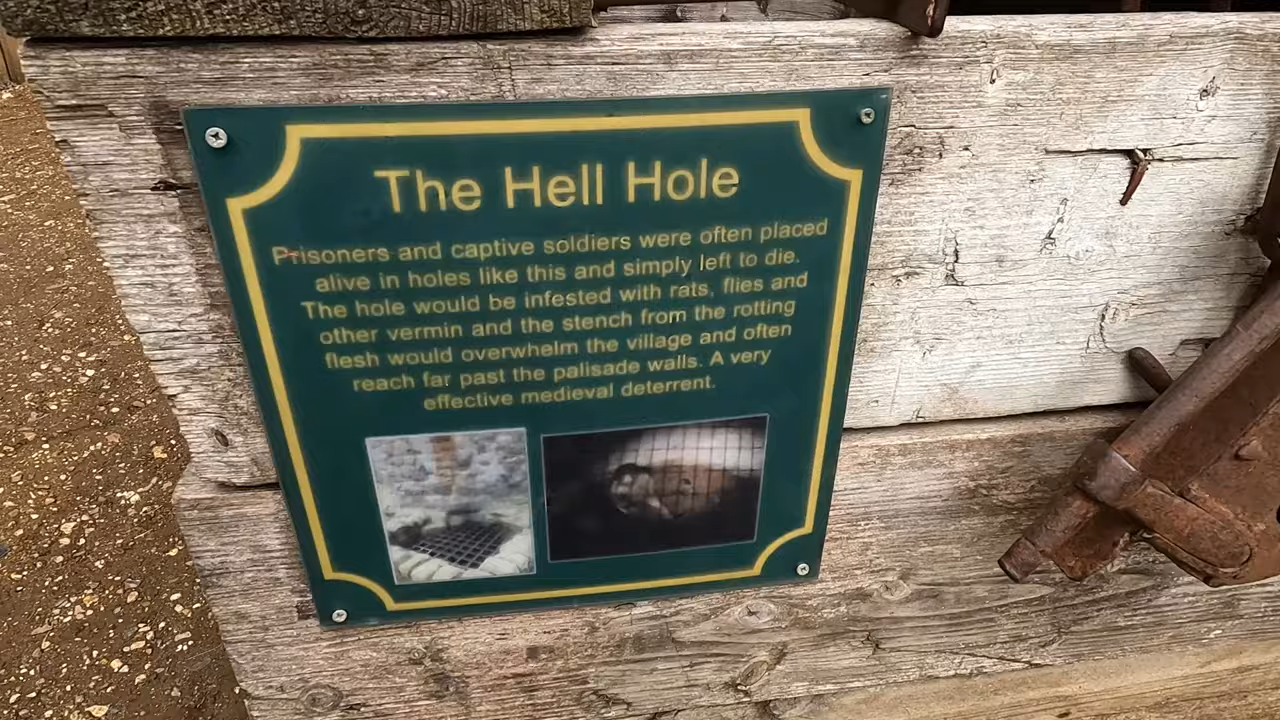 The Hell Hole
Prisoners and captive soldiers were often placed
alive in holes like this and simply left to die.
The hole would be infested with rats, flies and
other vermin and the stench from the rotting
flesh would overwhelm the village and often
reach far past the palisade walls. A very
effective medieval deterrent.